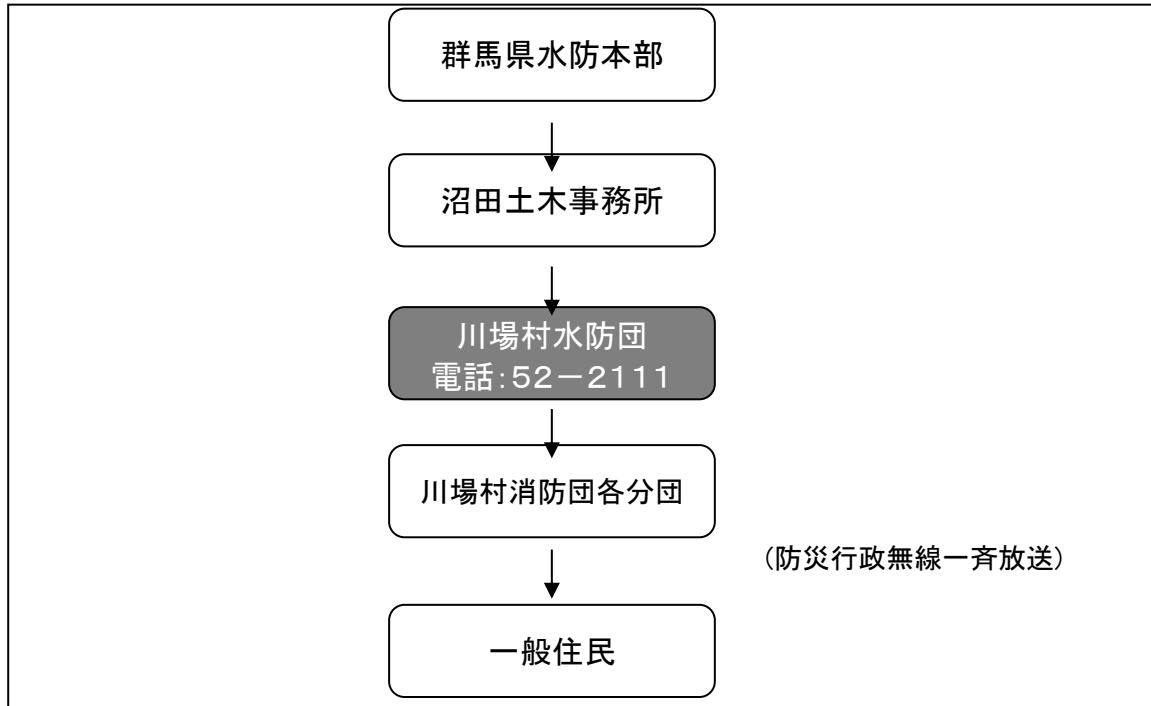 群馬県水防本部
沼田土木事務所
川場村水防団
電話:５２－２１１１
川場村消防団各分団
（防災行政無線一斉放送）
一般住民